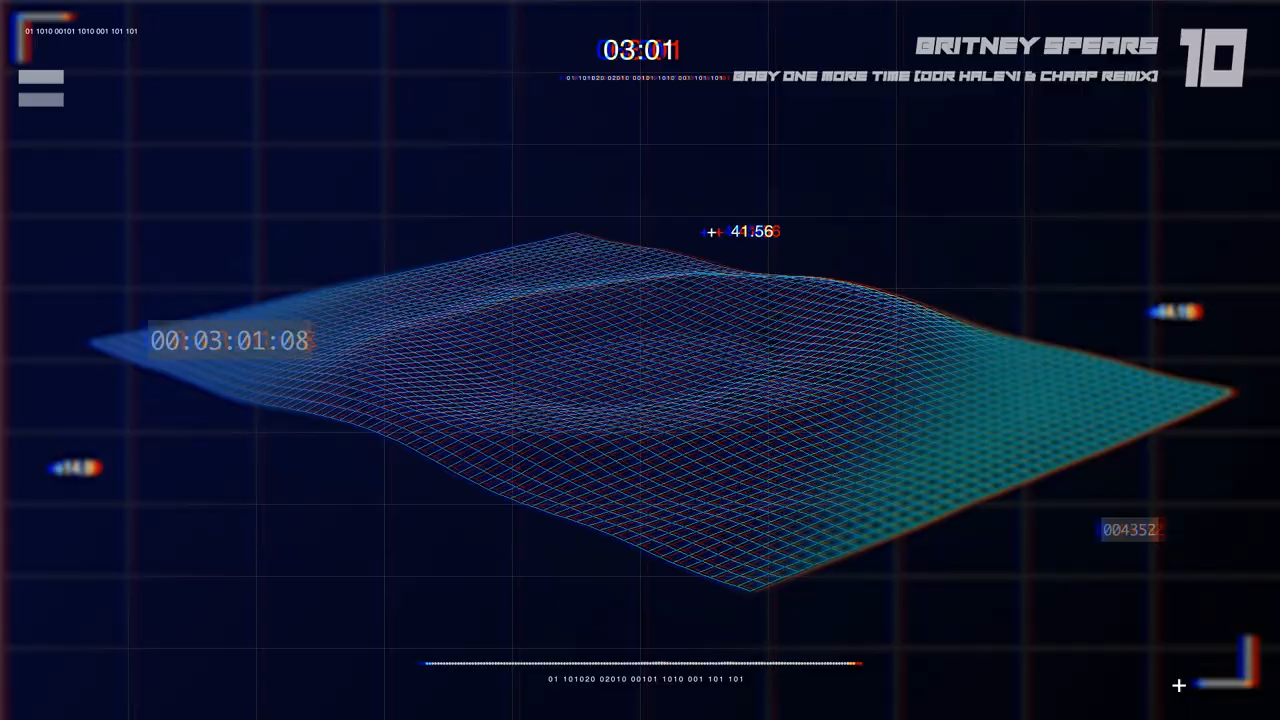 01 1010 00101 1010 001 101 101
03:01
BRITNEY SPEARS
10
BABY ONE MORE TIME [DOR HALEVI & CHAAP REMIX]
+ 41.56
00:03:01:08
004352
01 101020 02010 00101 1010 001 101 101
+